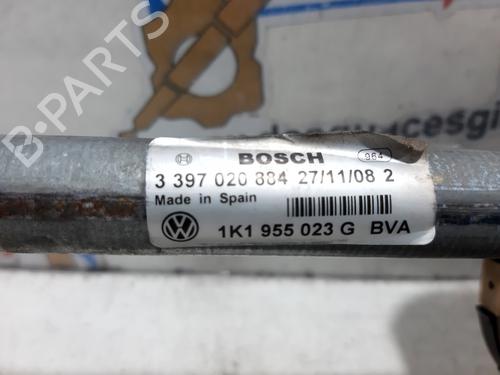 B-PARTS
BOSCH 964
3 397 020 884 27/11/08 2
Made in Spain
1K1 955 023 G BVA